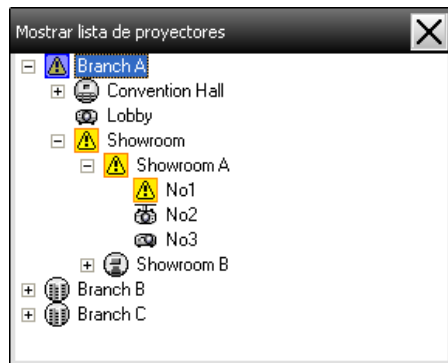 Mostrar lista de proyectores
Branch A
Convention Hall
Lobby
Showroom
Showroom A
No1
No2
No3
Showroom B
Branch B
Branch C